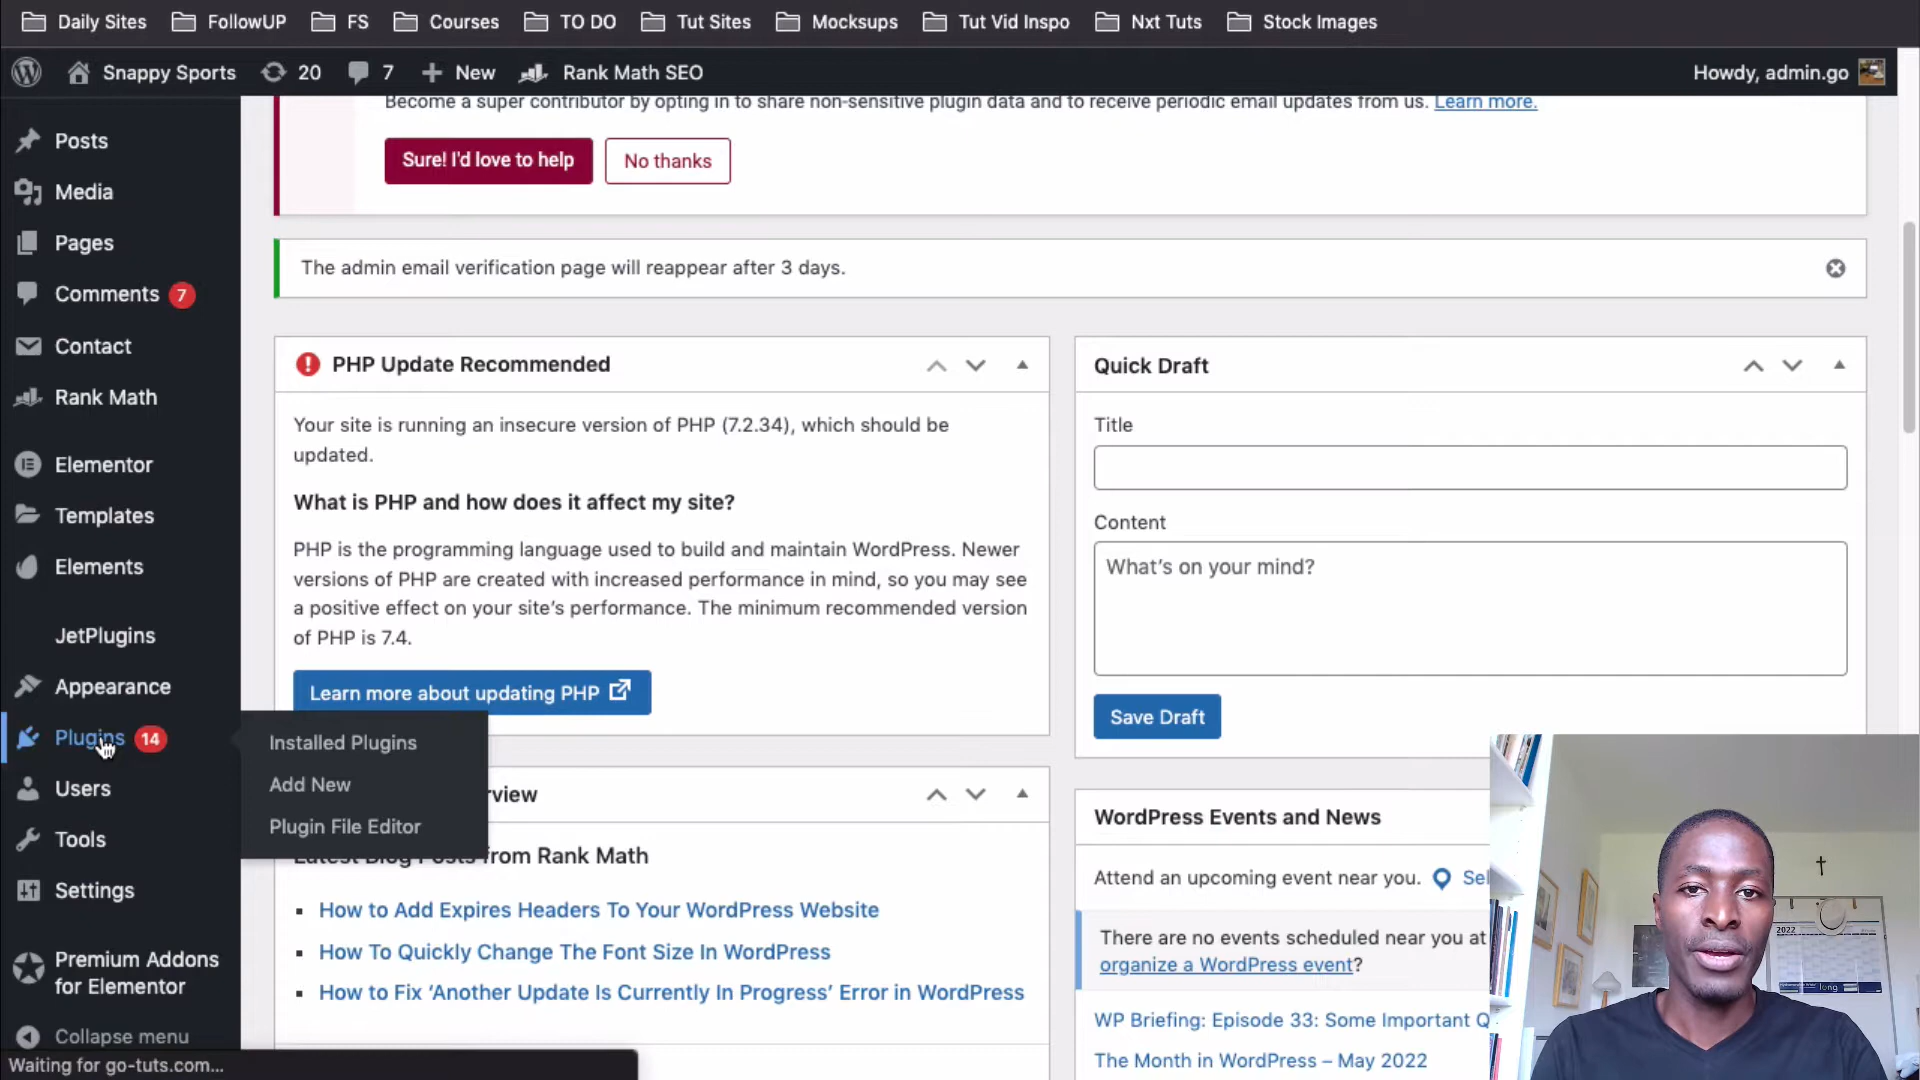 Daily Sites FollowUP FS Courses TO DO Tut Sites Mocksups Tut Vid Inspo Nxt Tuts Stock Images
Snappy Sports 20 7 New Rank Math SEO Howdy, admin.go
Become a super contributor by opting in to share non-sensitive plugin data and to receive periodic email updates from us. Learn more.
Sure! I'd love to help No thanks
The admin email verification page will reappear after 3 days.
Posts
Media
Pages
Comments 7
Contact
Rank Math
Elementor
Templates
Elements
JetPlugins
Appearance
Plugins 14
Users
Tools
Settings
Premium Addons
for Elementor
Collapse menu
Waiting for go-tuts.com...
Installed Plugins
Add New
Plugin File Editor
PHP Update Recommended
Your site is running an insecure version of PHP (7.2.34), which should be
updated.
What is PHP and how does it affect my site?
PHP is the programming language used to build and maintain WordPress. Newer
versions of PHP are created with increased performance in mind, so you may see
a positive effect on your site's performance. The minimum recommended version
of PHP is 7.4.
Learn more about updating PHP
rview
Latest Blog Posts from Rank Math
How to Add Expires Headers To Your WordPress Website
How To Quickly Change The Font Size In WordPress
How to Fix ‘Another Update Is Currently In Progress’ Error in WordPress
Quick Draft
Title
Content
What's on your mind?
Save Draft
WordPress Events and News
Attend an upcoming event near you. Sel
There are no events scheduled near you at
organize a WordPress event?
WP Briefing: Episode 33: Some Important Q
The Month in WordPress – May 2022
2022
long